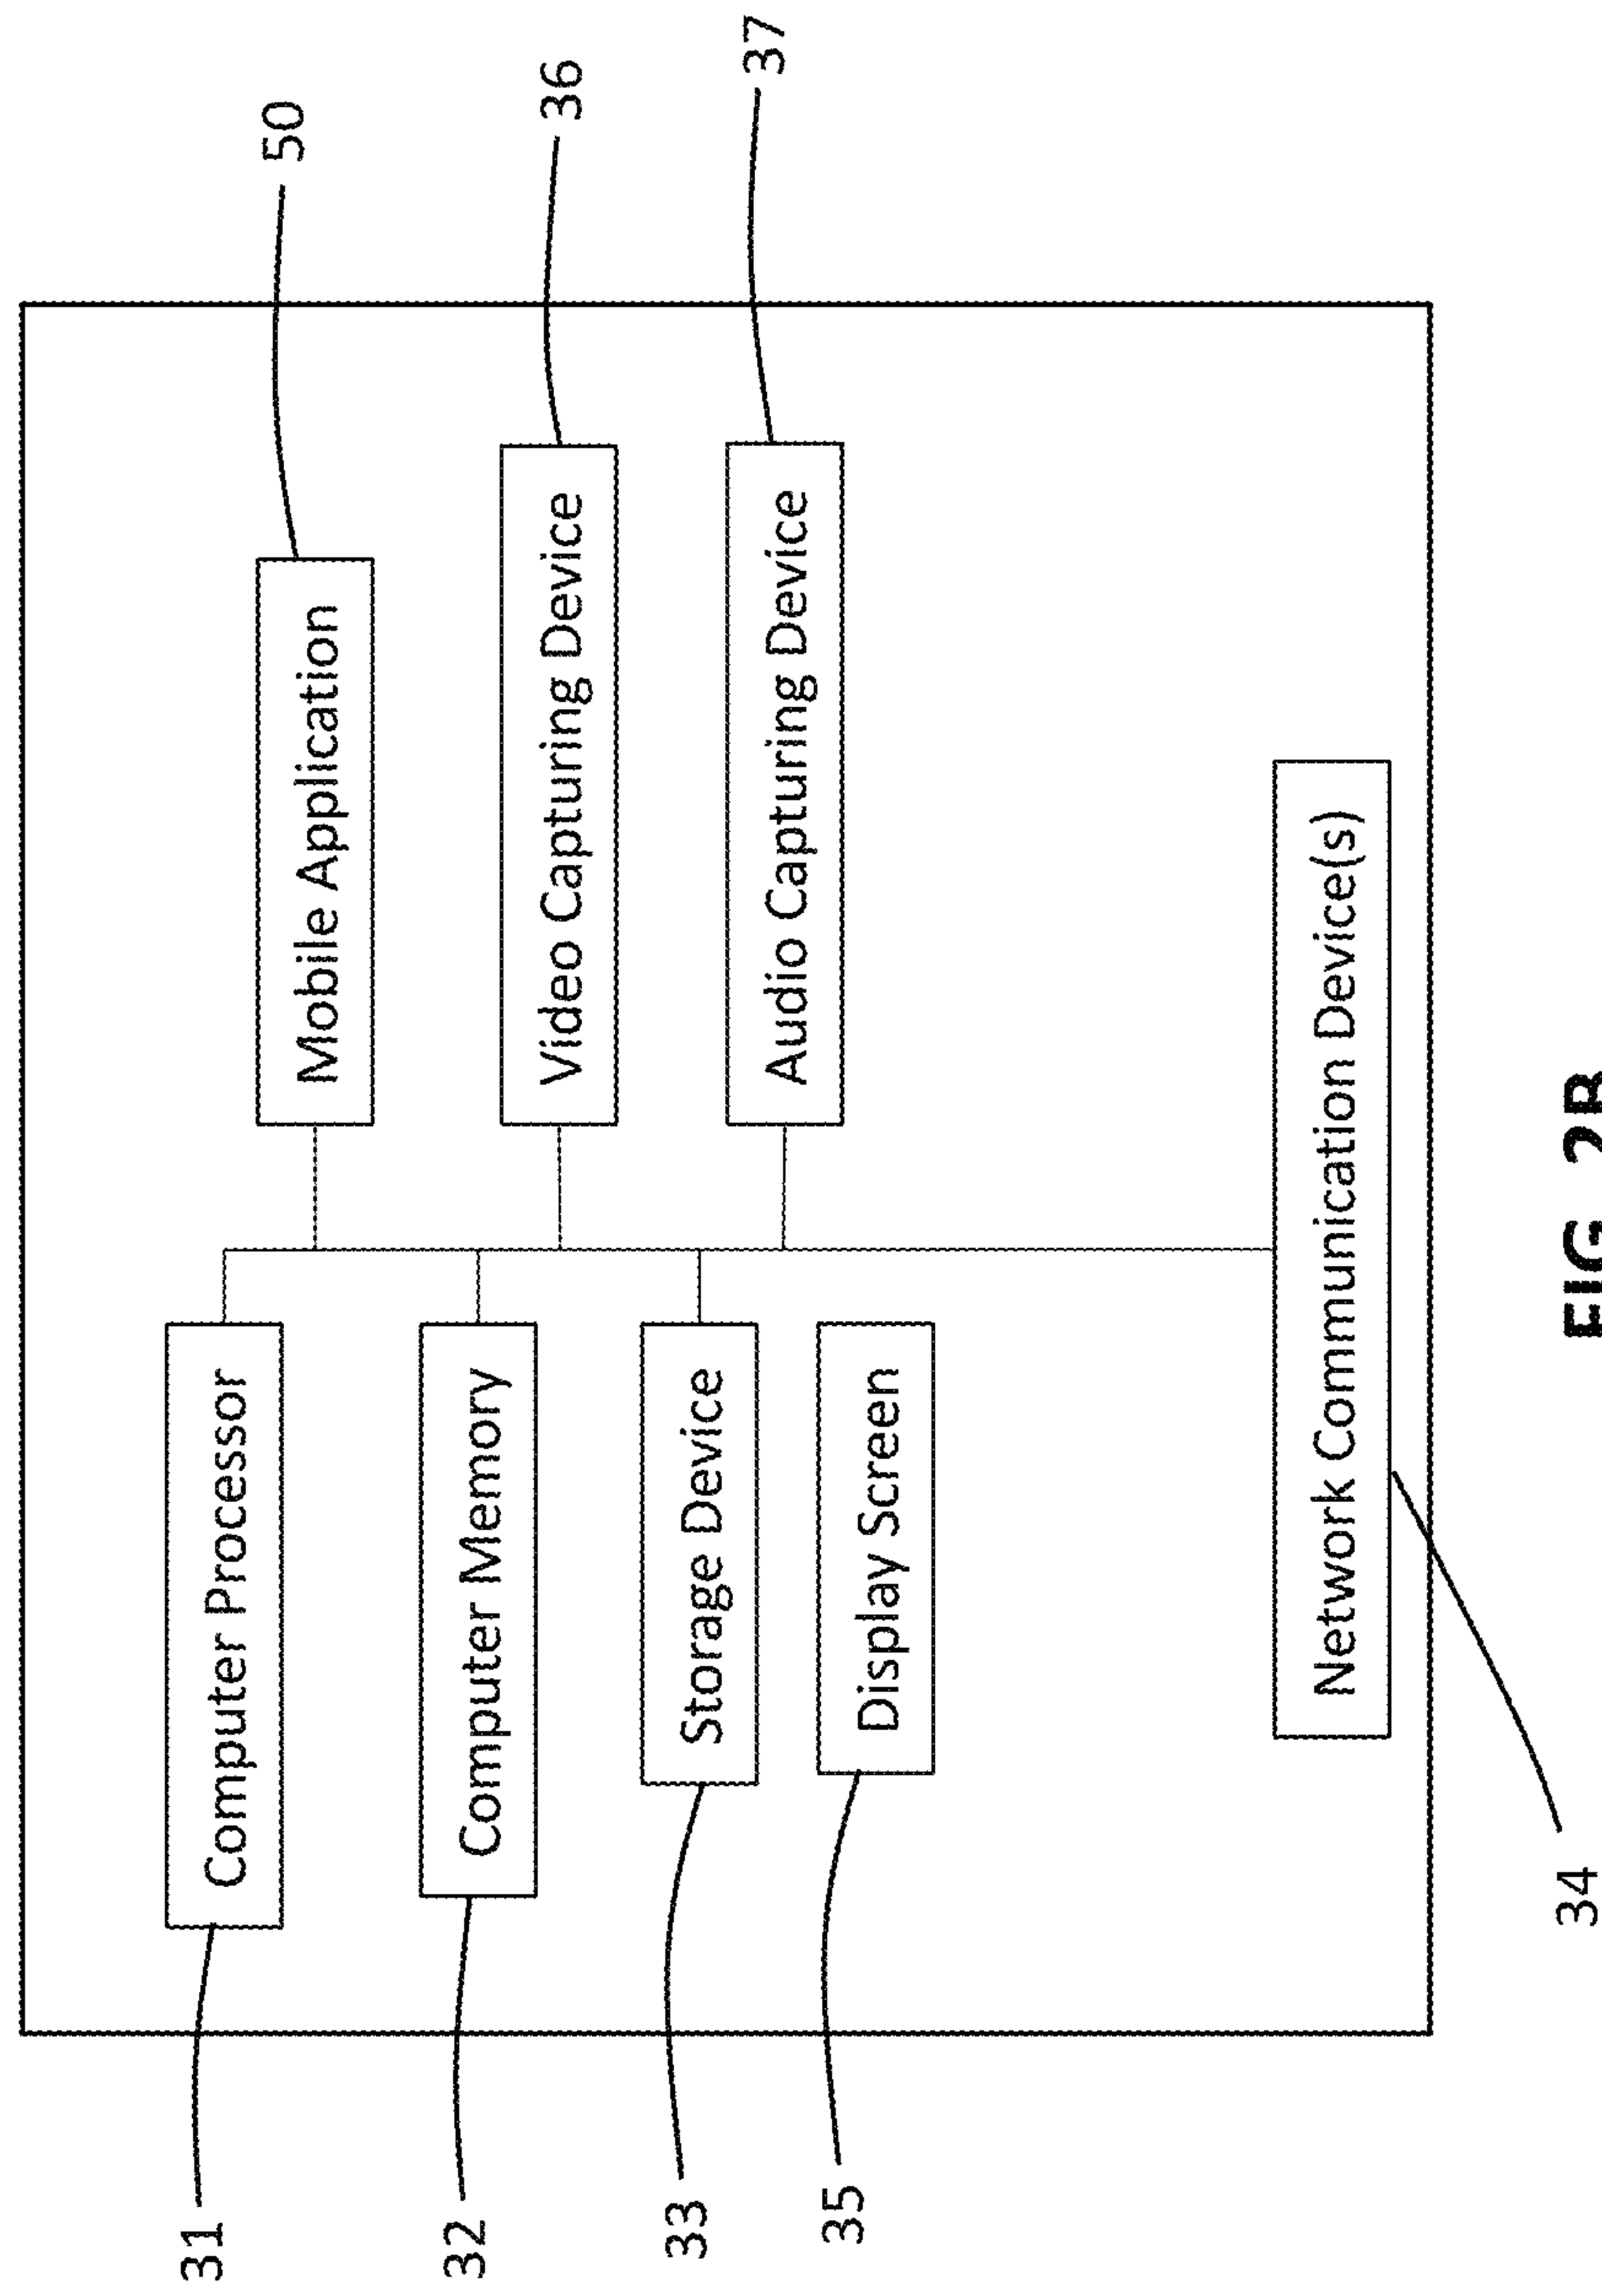 50
Mobile Application
36
Video Capturing Device
37
Audio Capturing Device
31
Computer Processor
32
Computer Memory
33
Storage Device
35
Display Screen
Network Communication Device(s)
34
FIG. 2B